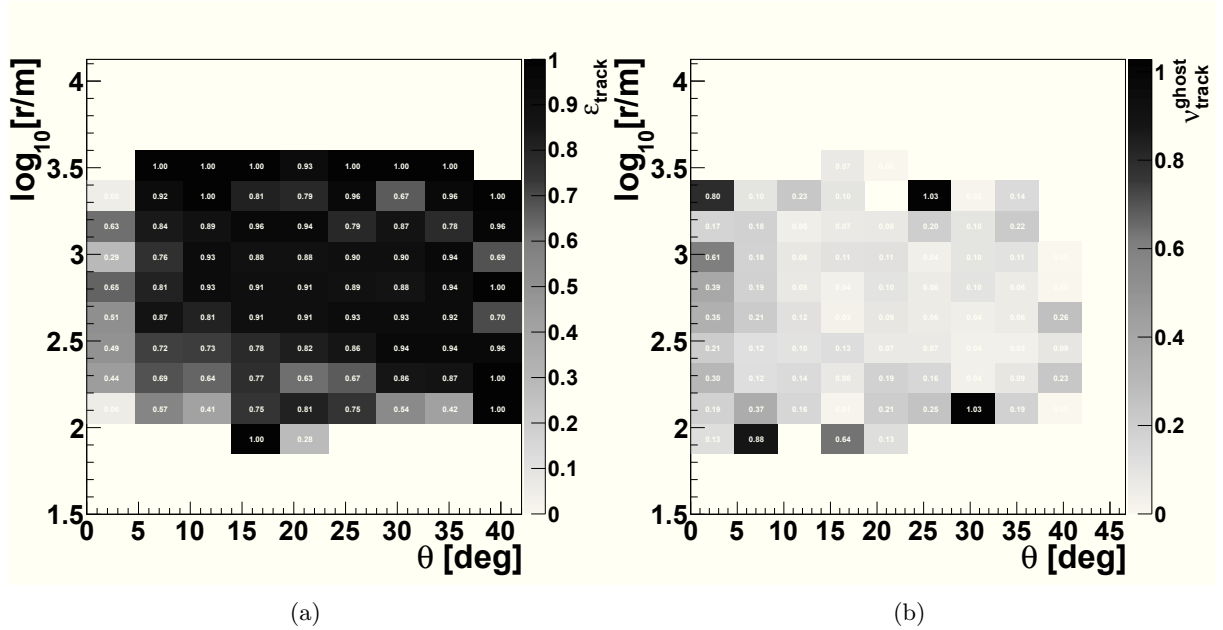 log10[r/m]
4
3.5
3
2.5
2
1.5
1.00 1.00 1.00 0.93 1.00 1.00 1.00
0.92 1.00 0.81 0.79 0.96 0.67 0.96 1.00
0.63 0.84 0.89 0.96 0.94 0.79 0.87 0.78 0.96
0.29 0.76 0.93 0.88 0.88 0.90 0.90 0.94 0.69
0.65 0.81 0.93 0.91 0.91 0.89 0.88 0.94 1.00
0.51 0.87 0.81 0.91 0.91 0.93 0.93 0.92 0.70
0.49 0.72 0.73 0.78 0.82 0.86 0.94 0.94 0.96
0.44 0.69 0.64 0.77 0.63 0.67 0.86 0.87 1.00
0.06 0.57 0.41 0.75 0.81 0.75 0.54 0.42 1.00
1.00 0.28
0 5 10 15 20 25 30 35 40
θ [deg]
1
0.9
0.8
0.7
0.6
0.5
0.4
0.3
0.2
0.1
0
εtrack
(a)
log10[r/m]
4
3.5
3
2.5
2
1.5
0.07
0.80 0.10 0.23 0.10 1.03 0.14
0.17 0.18 0.20 0.10 0.22
0.61 0.18 0.11 0.11 0.10 0.11
0.39 0.19 0.10 0.10
0.35 0.21 0.12 0.26
0.21 0.12 0.10 0.13
0.30 0.12 0.14 0.19 0.16 0.09 0.23
0.19 0.37 0.16 0.21 0.25 1.03 0.19
0.13 0.88 0.64 0.13
0 5 10 15 20 25 30 35 40 45
θ [deg]
1
0.8
0.6
0.4
0.2
0
νghosttrack
(b)